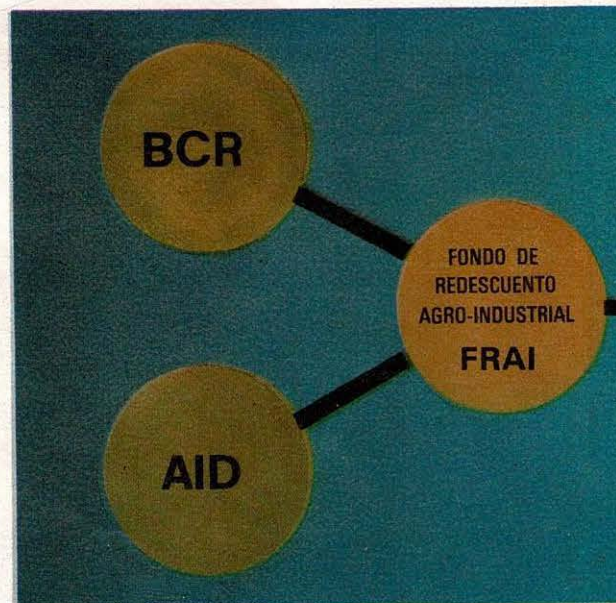 BCR
FONDO DE
REDESCUENTO
AGRO-INDUSTRIAL
FRAI
AID